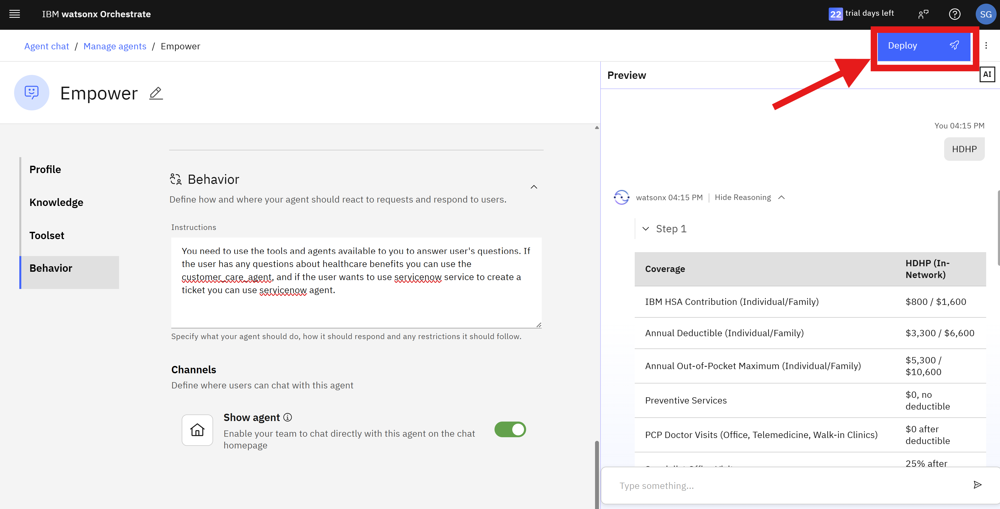 IBM watsonx Orchestrate
22 trial days left
SG
Agent chat / Manage agents / Empower
Deploy
Empower
Profile
Knowledge
Toolset
Behavior
Behavior
Define how and where your agent should react to requests and respond to users.
Instructions
You need to use the tools and agents available to you to answer user's questions. If
the user has any questions about healthcare benefits you can use the
customer_care_agent, and if the user wants to use servicenow service to create a
ticket you can use servicenow agent.
Specify what your agent should do, how it should respond and any restrictions it should follow.
Channels
Define where users can chat with this agent
Show agent
Enable your team to chat directly with this agent on the chat
homepage
Preview
AI
You 04:15 PM
HDHP
watsonx 04:15 PM | Hide Reasoning
Step 1
Coverage
HDHP (In-
Network)
IBM HSA Contribution (Individual/Family)
$800 / $1,600
Annual Deductible (Individual/Family)
$3,300 / $6,600
Annual Out-of-Pocket Maximum (Individual/Family)
$5,300 /
$10,600
Preventive Services
$0, no
deductible
PCP Doctor Visits (Office, Telemedicine, Walk-in Clinics)
$0 after
deductible
25% after
Type something...